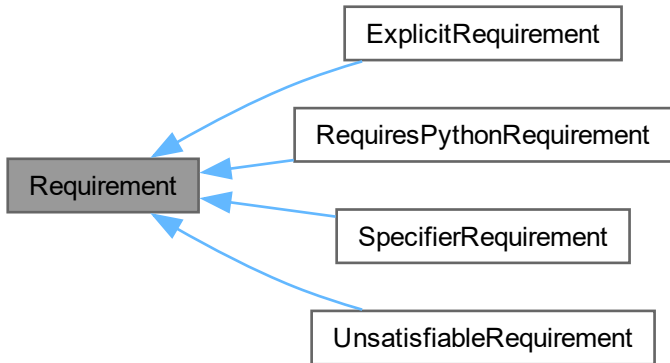 ExplicitRequirement
RequiresPythonRequirement
Requirement
SpecifierRequirement
UnsatisfiableRequirement